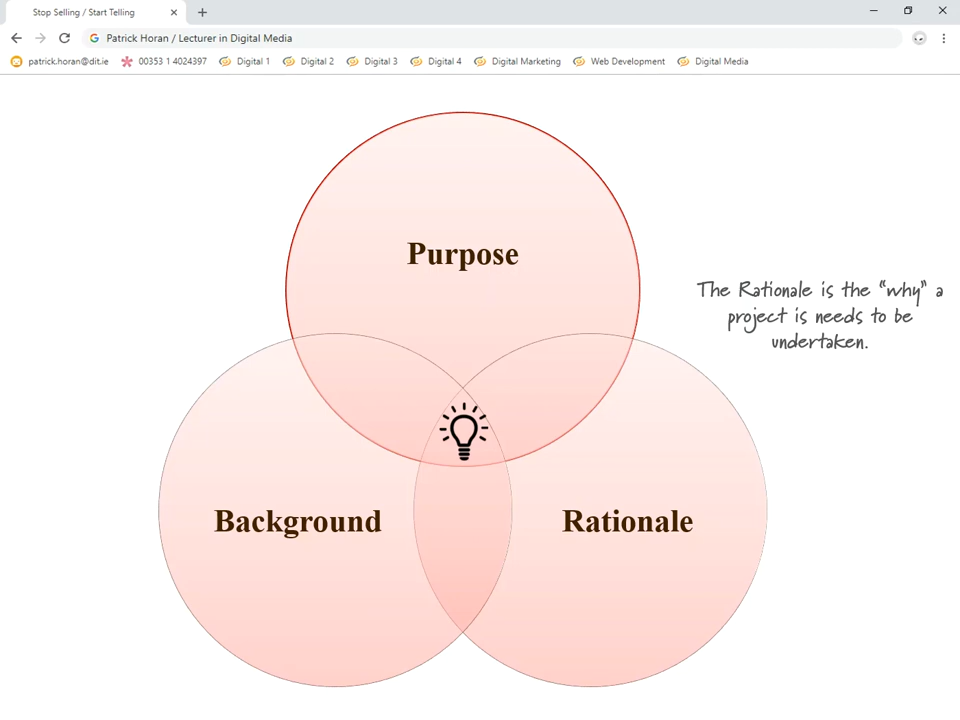 Stop Selling / Start Telling
Patrick Horan / Lecturer in Digital Media
patrick.horan@dit.ie 00353 1 4024397 Digital 1 Digital 2 Digital 3 Digital 4 Digital Marketing Web Development Digital Media
Purpose
The Rationale is the “why” a
project is needs to be
undertaken.
Background
Rationale